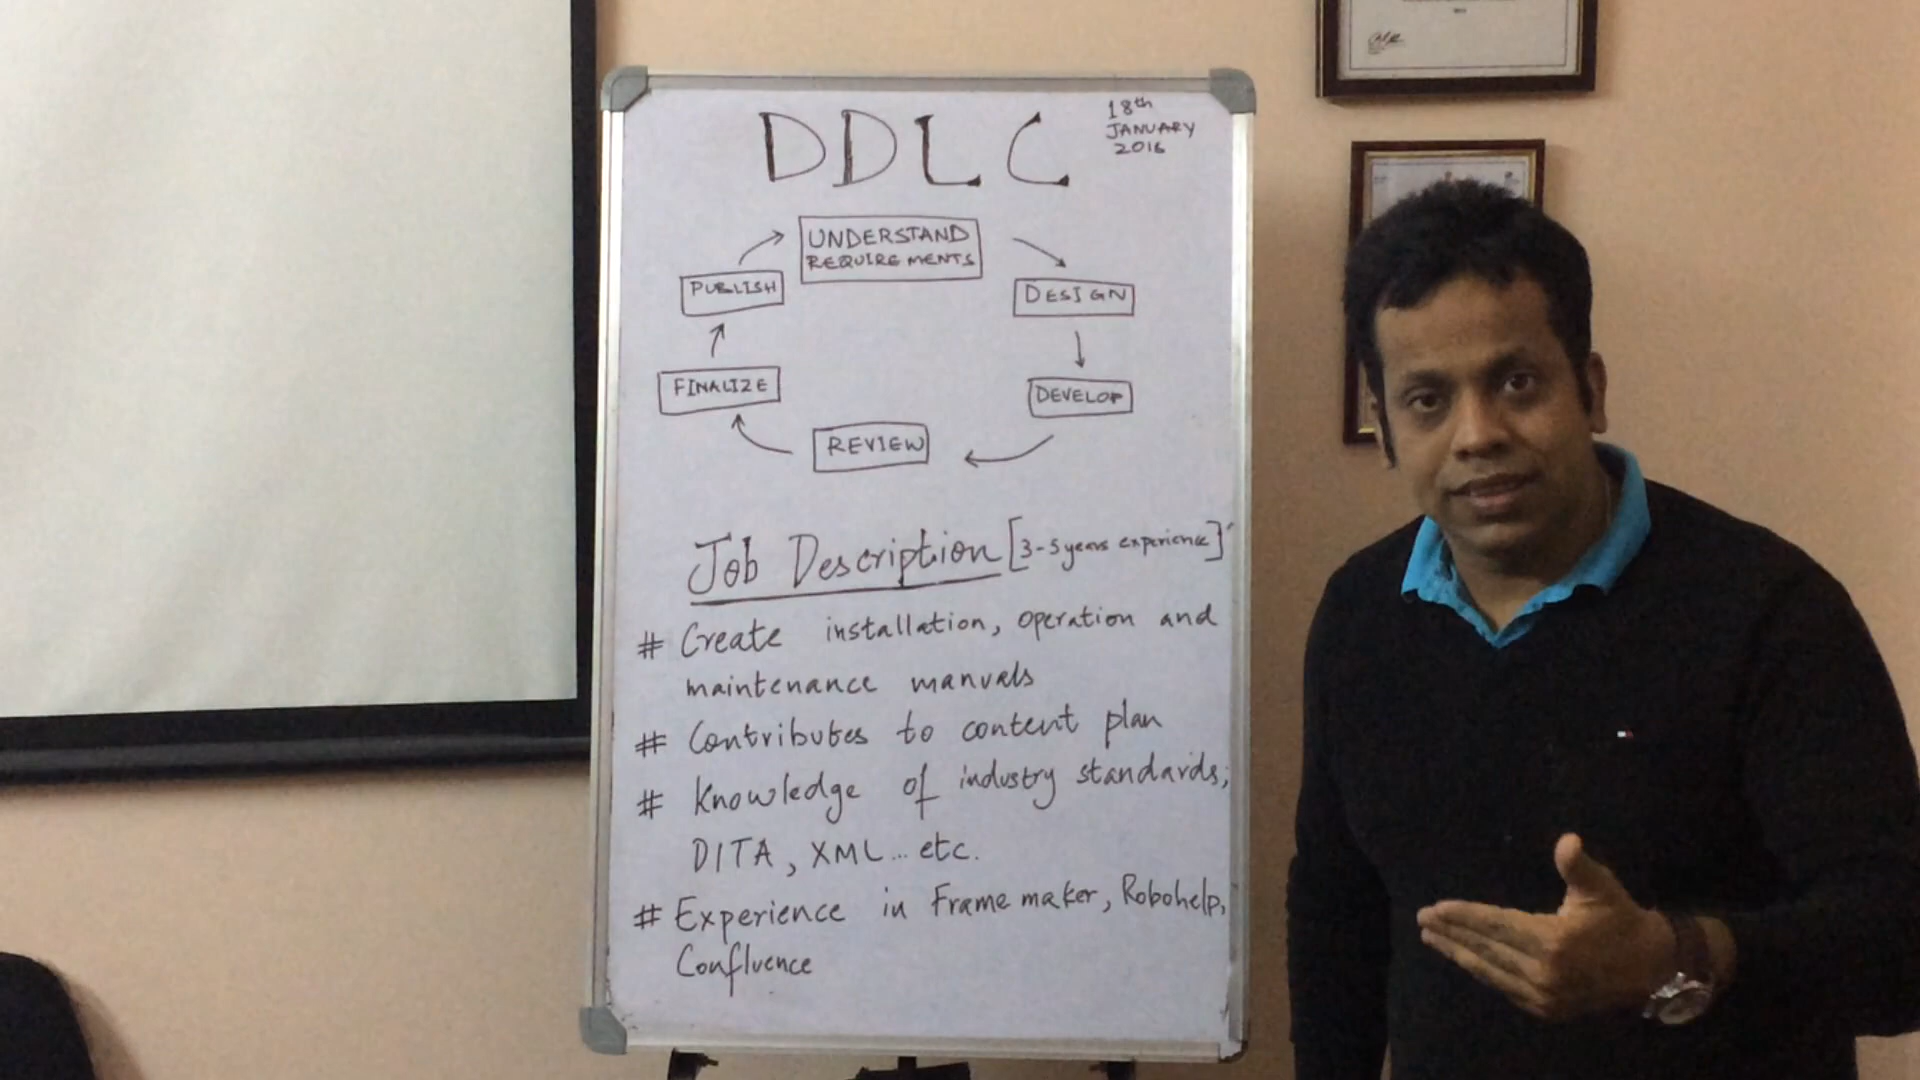 DDLC
18th
JANUARY
2016
UNDERSTAND
REQUIREMENTS
DESIGN
DEVELOP
REVIEW
FINALIZE
PUBLISH
Job Description [3-5 years experience]
# Create installation, operation and
maintenance manuals
# Contributes to content plan
# Knowledge of industry standards,
DITA, XML... etc.
# Experience in Framemaker, Robohelp,
Confluence